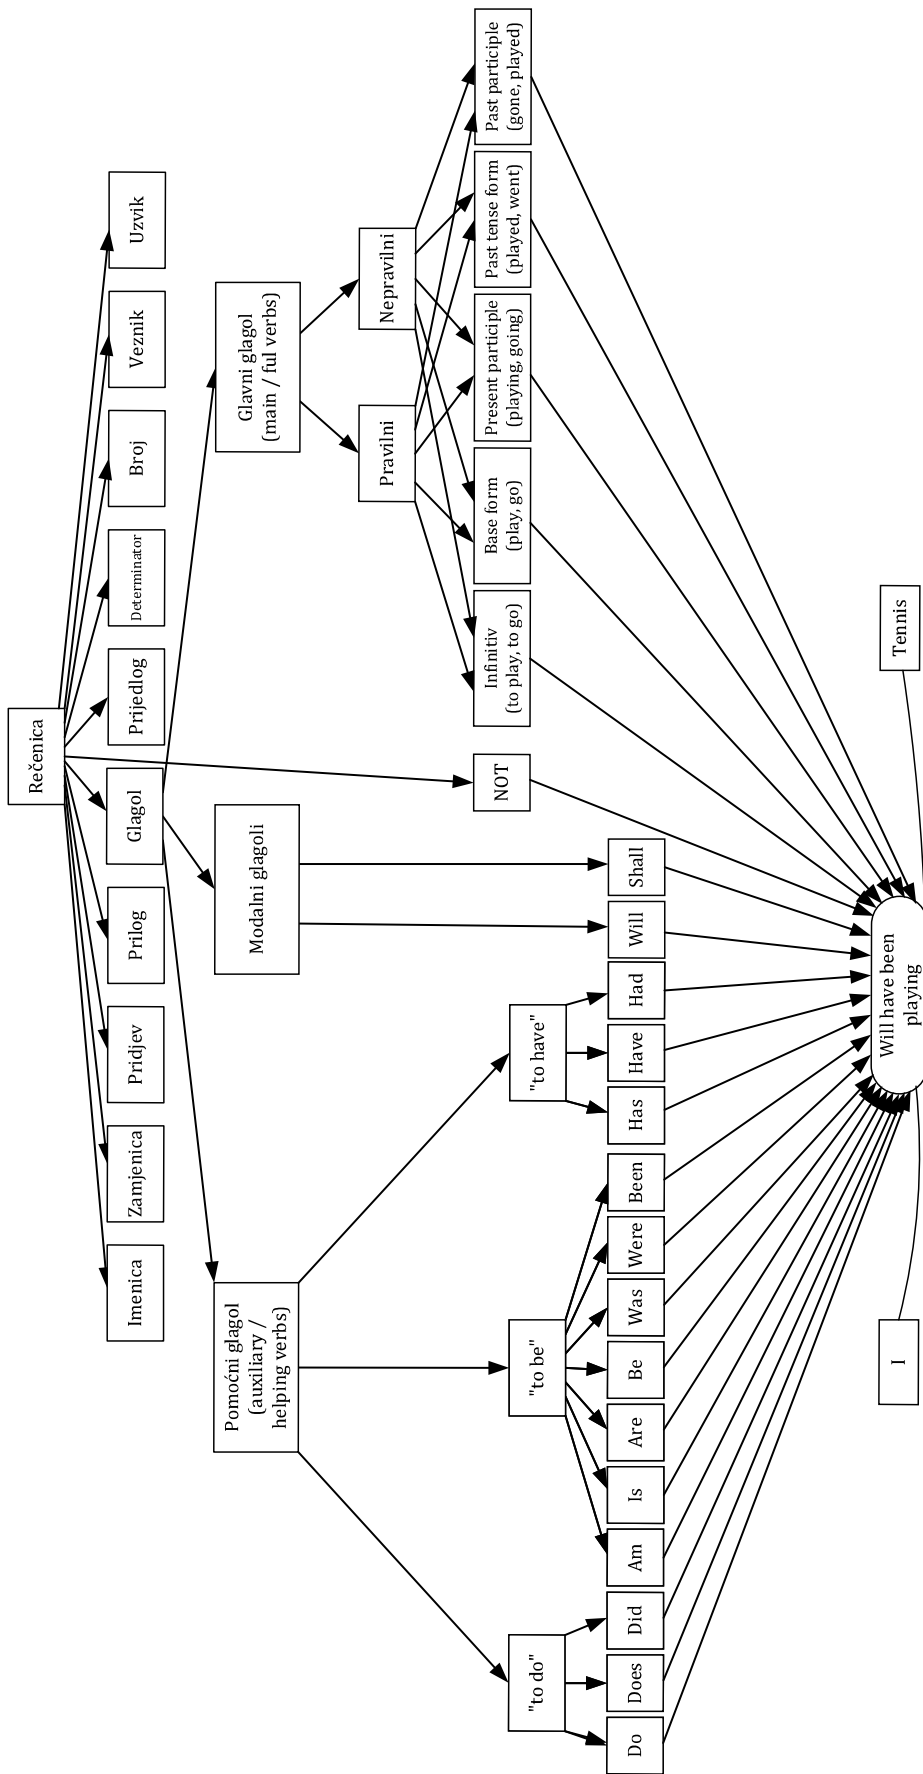 Rečenica
Imenica
Zamjenica
Pridjev
Prilog
Glagol
Prijedlog
Determinator
Broj
Veznik
Uzvik
Pomoćni glagol
(auxiliary /
helping verbs)
Modalni glagoli
Glavni glagol
(main / ful verbs)
Pravilni
Nepravilni
NOT
Infinitiv
(to play, to go)
Base form
(play, go)
Present participle
(playing, going)
Past tense form
(played, went)
Past participle
(gone, played)
"to do"
"to be"
"to have"
Do
Does
Did
Am
Is
Are
Be
Was
Were
Been
Has
Have
Had
Will
Shall
I
Will have been
playing
Tennis